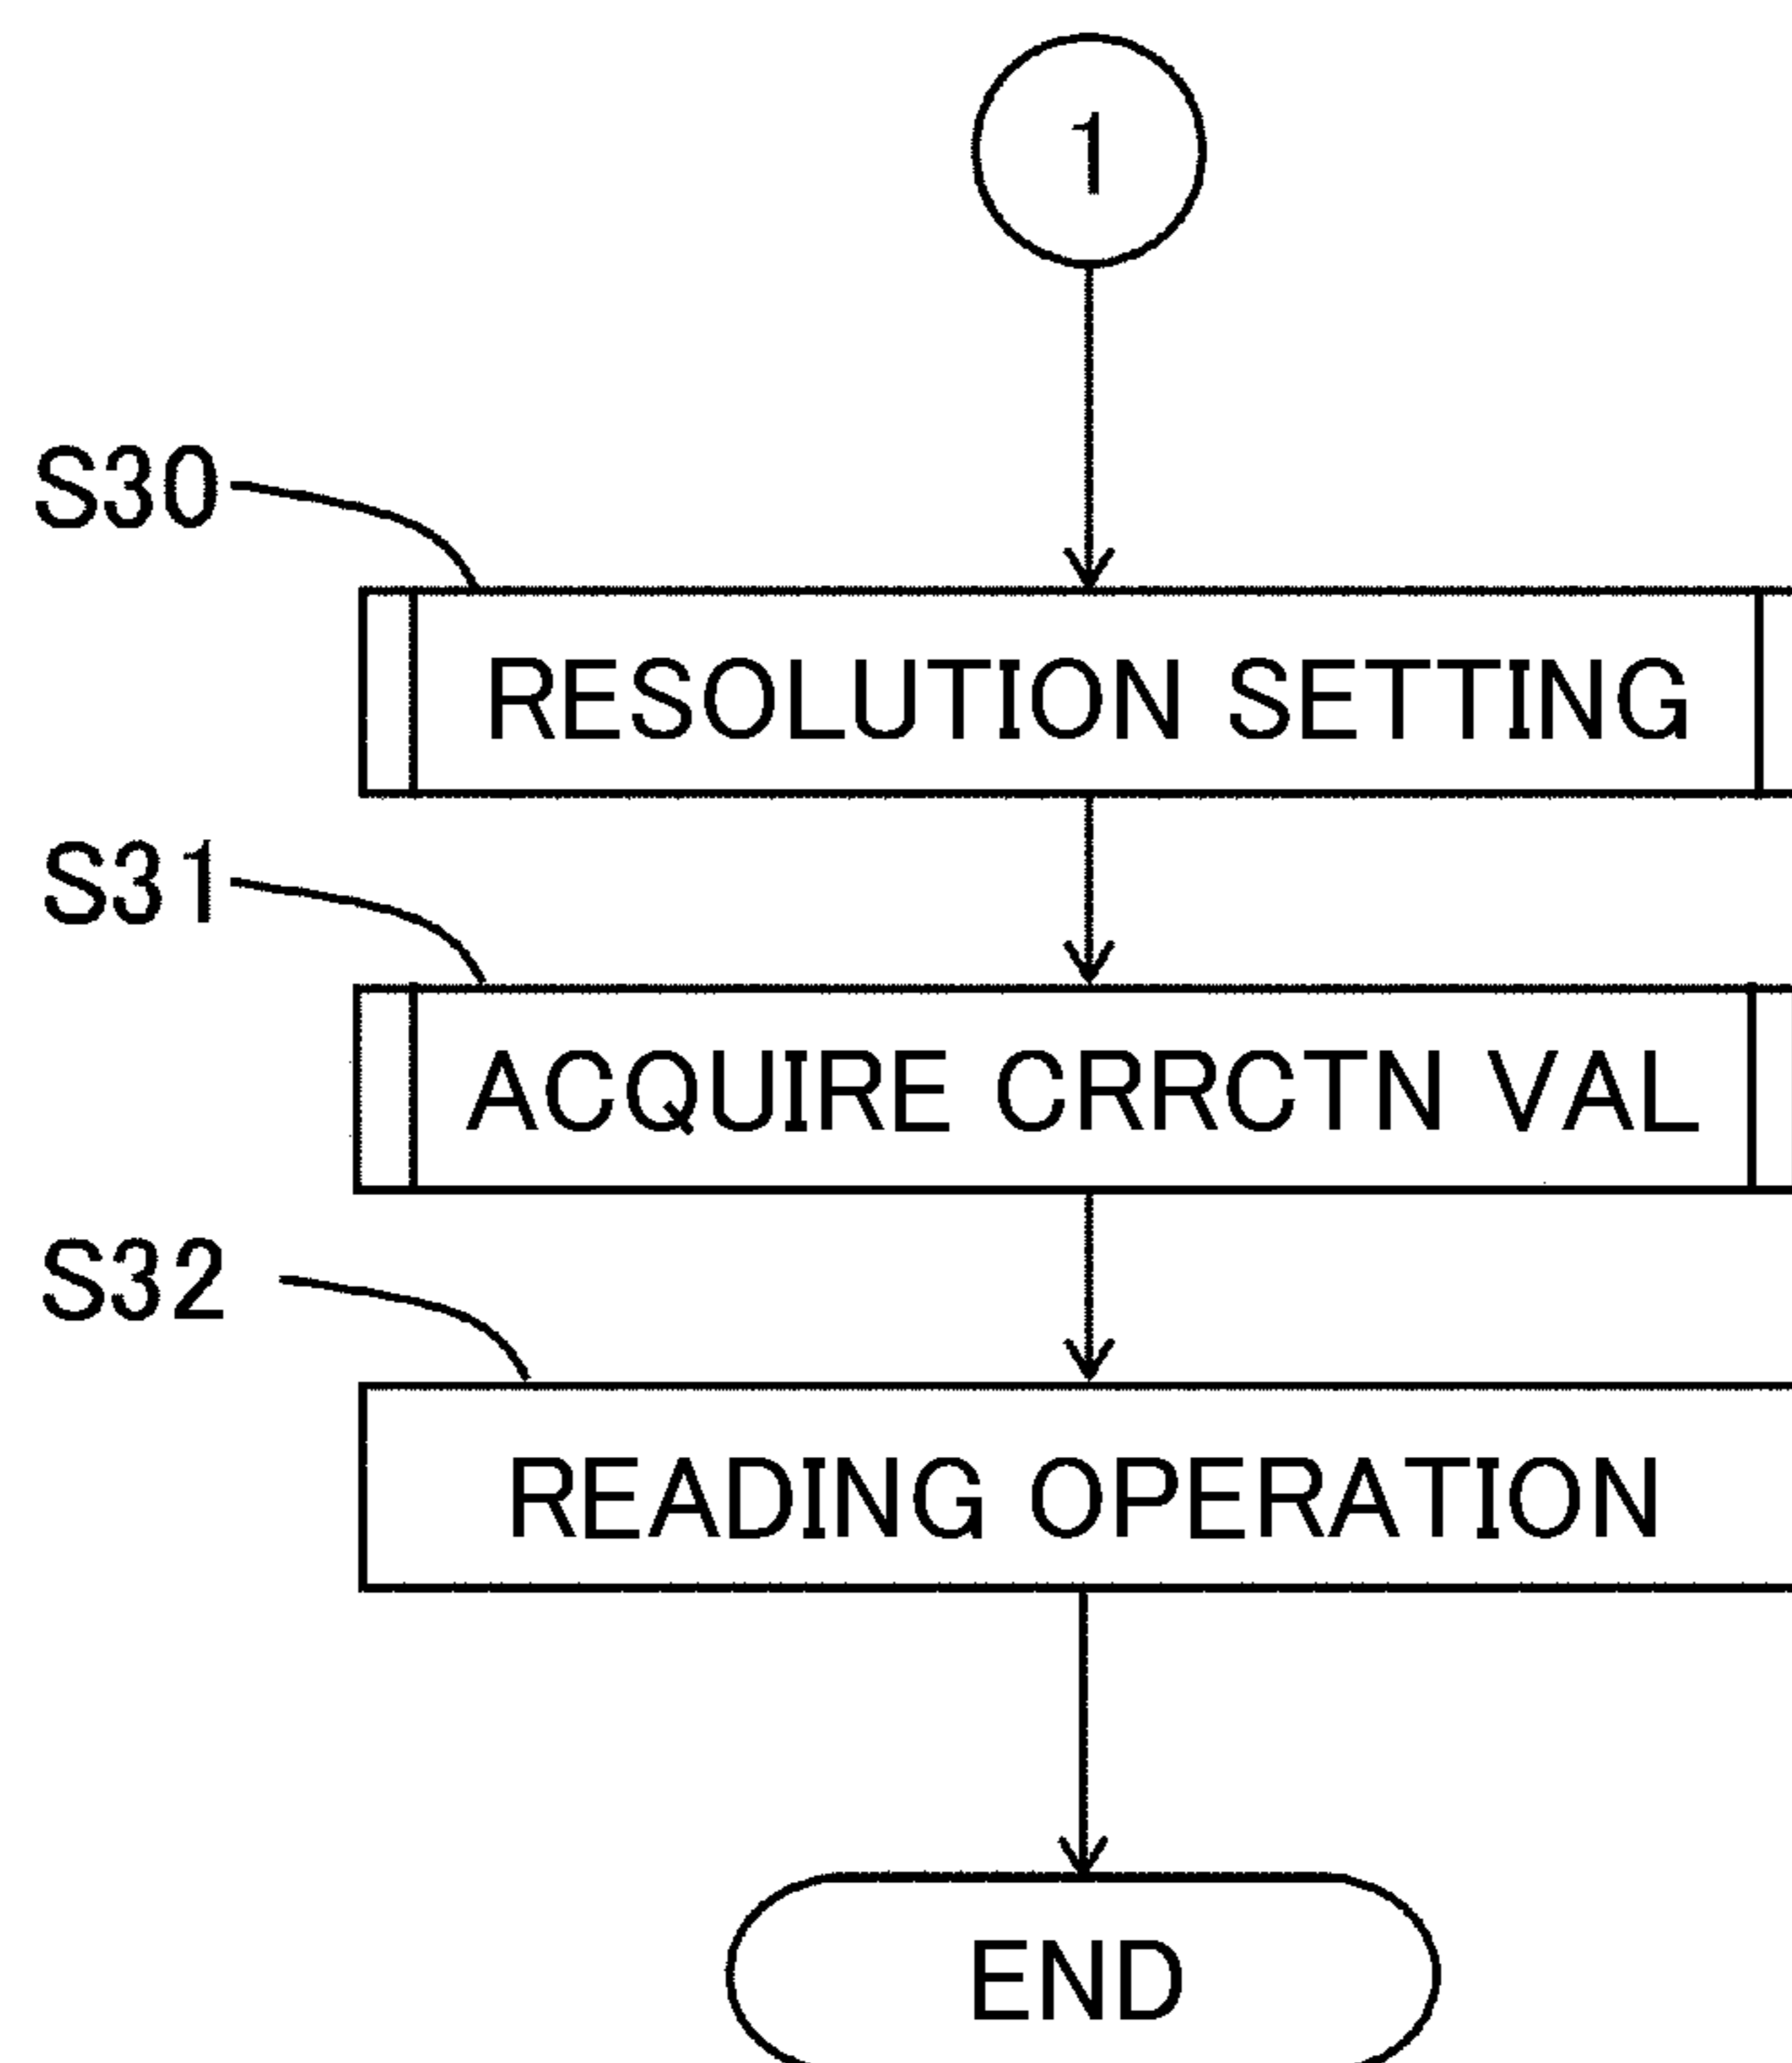 1
S30
RESOLUTION SETTING
S31
ACQUIRE CRRCTN VAL
S32
READING OPERATION
END